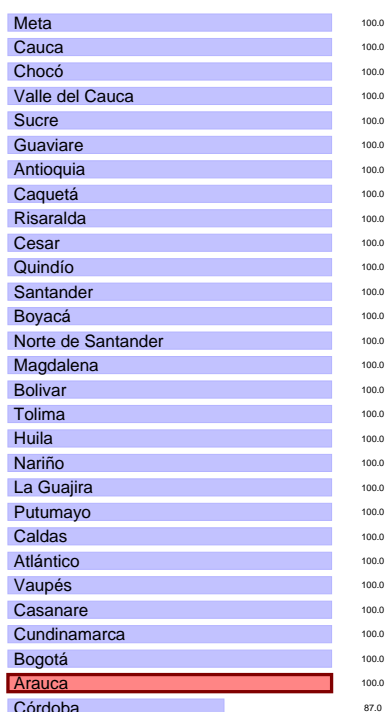 Meta 100.0
Cauca 100.0
Chocó 100.0
Valle del Cauca 100.0
Sucre 100.0
Guaviare 100.0
Antioquia 100.0
Caquetá 100.0
Risaralda 100.0
Cesar 100.0
Quindío 100.0
Santander 100.0
Boyacá 100.0
Norte de Santander 100.0
Magdalena 100.0
Bolivar 100.0
Tolima 100.0
Huila 100.0
Nariño 100.0
La Guajira 100.0
Putumayo 100.0
Caldas 100.0
Atlántico 100.0
Vaupés 100.0
Casanare 100.0
Cundinamarca 100.0
Bogotá 100.0
Arauca 100.0
Córdoba 87.0